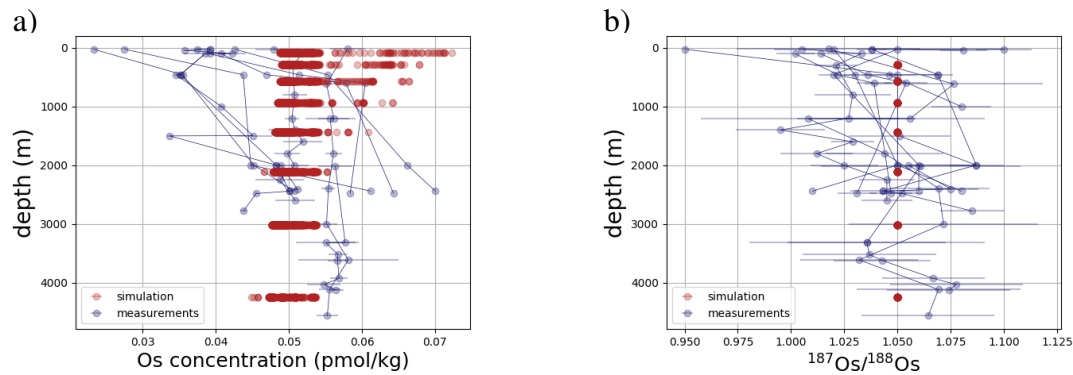 a)
0
1000
2000
3000
4000
depth (m)
simulation
measurements
0.03 0.04 0.05 0.06 0.07
Os concentration (pmol/kg)
b)
0
1000
2000
3000
4000
depth (m)
simulation
measurements
0.950 0.975 1.000 1.025 1.050 1.075 1.100 1.125
¹⁸⁷Os/¹⁸⁸Os